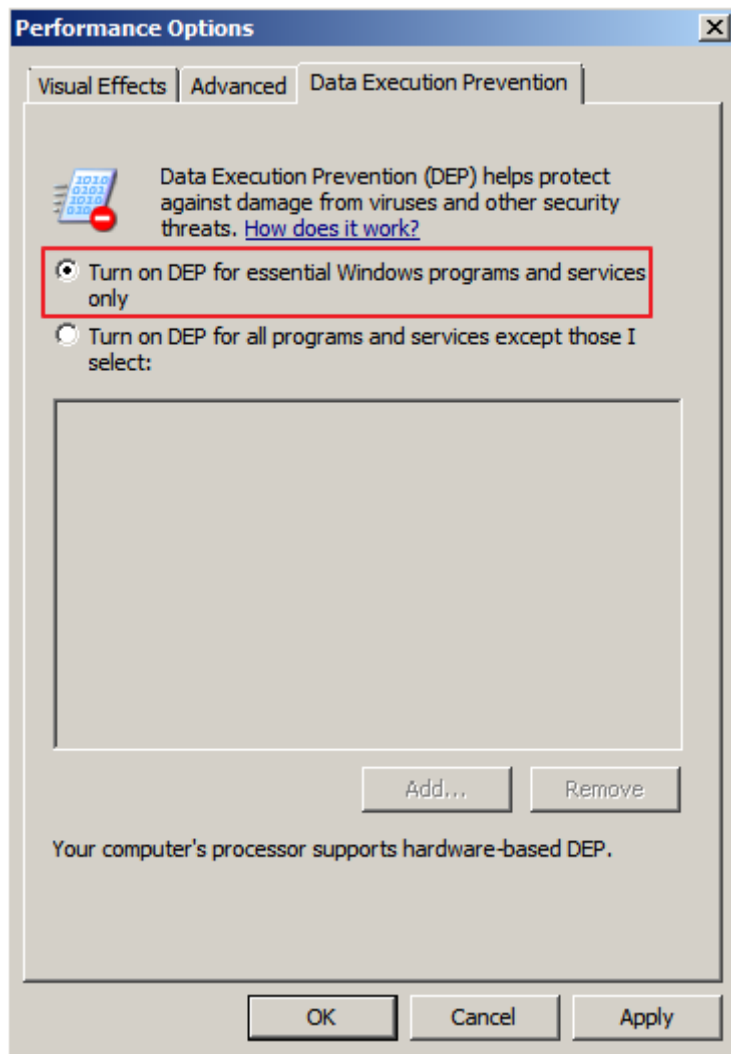 Performance Options
Visual Effects
Advanced
Data Execution Prevention
Data Execution Prevention (DEP) helps protect
against damage from viruses and other security
threats. How does it work?
Turn on DEP for essential Windows programs and services
only
Turn on DEP for all programs and services except those I
select:
Add...
Remove
Your computer's processor supports hardware-based DEP.
OK
Cancel
Apply